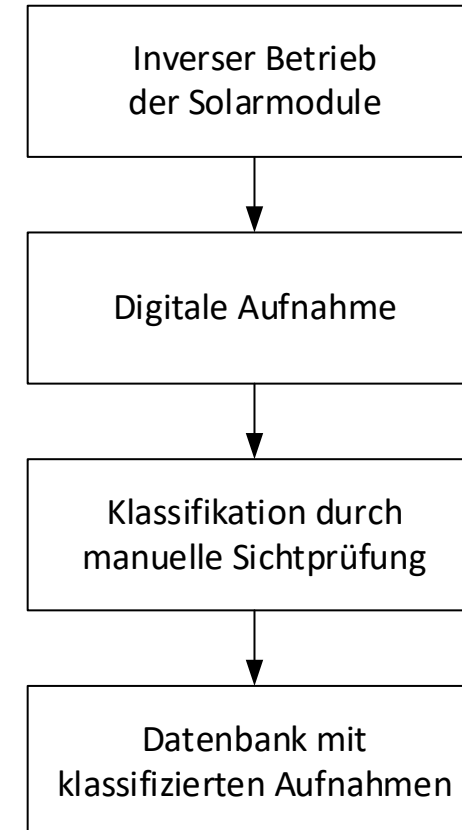 Inverser Betrieb
der Solarmodule
Digitale Aufnahme
Klassifikation durch
manuelle Sichtprüfung
Datenbank mit
klassifizierten Aufnahmen